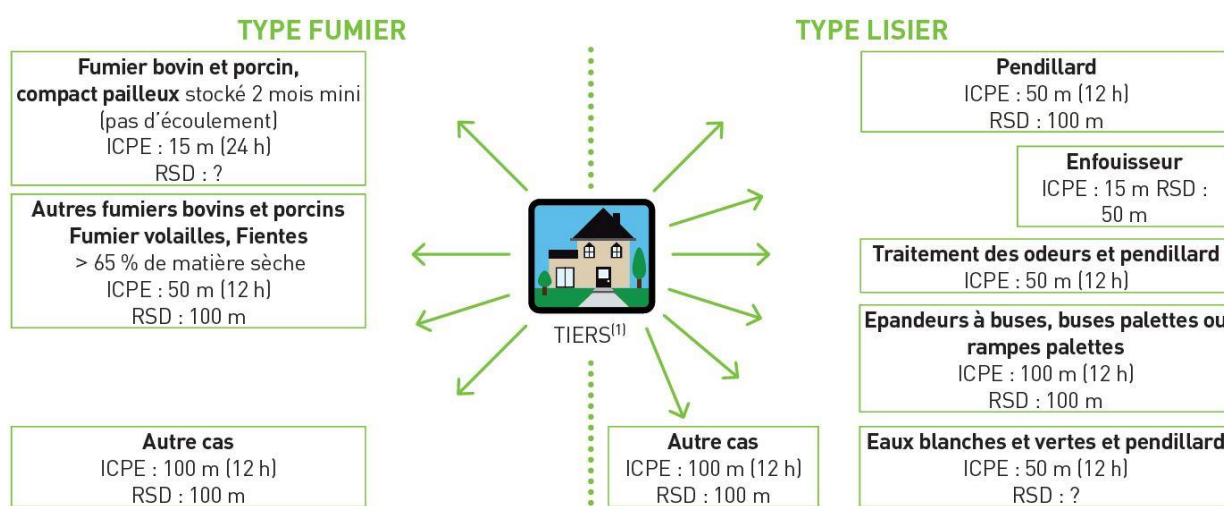 TYPE FUMIER
Fumier bovin et porcin,
compact pailleux stocké 2 mois mini
(pas d'écoulement)
ICPE : 15 m (24 h)
RSD : ?
Autres fumiers bovins et porcins
Fumier volailles, Fientes
> 65 % de matière sèche
ICPE : 50 m (12 h)
RSD : 100 m
Autre cas
ICPE : 100 m (12 h)
RSD : 100 m
TIERS(1)
TYPE LISIER
Pendillard
ICPE : 50 m (12 h)
RSD : 100 m
Enfouisseur
ICPE : 15 m RSD :
50 m
Traitement des odeurs et pendillard
ICPE : 50 m (12 h)
Epandeurs à buses, buses palettes ou
rampes palettes
ICPE : 100 m (12 h)
RSD : 100 m
Autre cas
ICPE : 100 m (12 h)
RSD : 100 m
Eaux blanches et vertes et pendillard
ICPE : 50 m (12 h)
RSD : ?